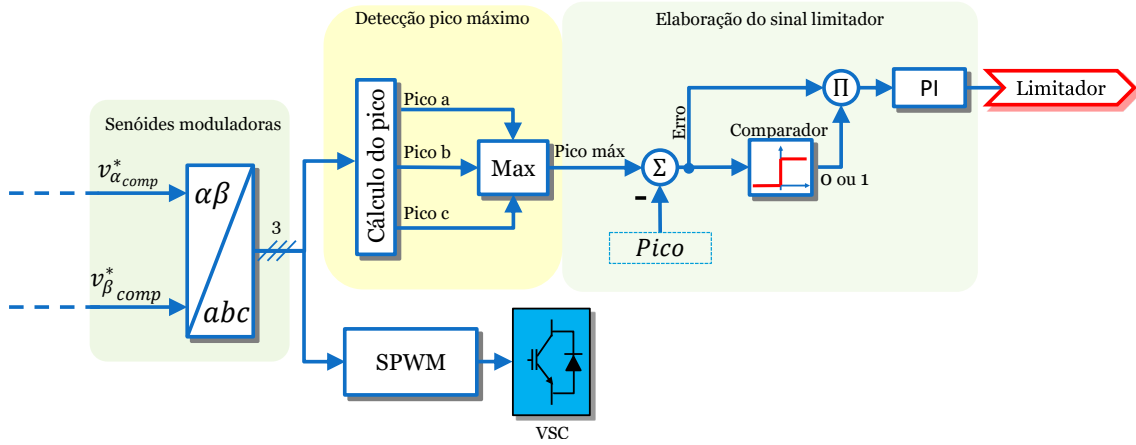 Detecção pico máximo
Elaboração do sinal limitador
Senóides moduladoras
v*αcomp
v*βcomp
αβ
abc
3
Cálculo do pico
Pico a
Pico b
Pico c
Max
Pico máx
Σ
-
Pico
Erro
Comparador
0 ou 1
Π
PI
Limitador
SPWM
VSC